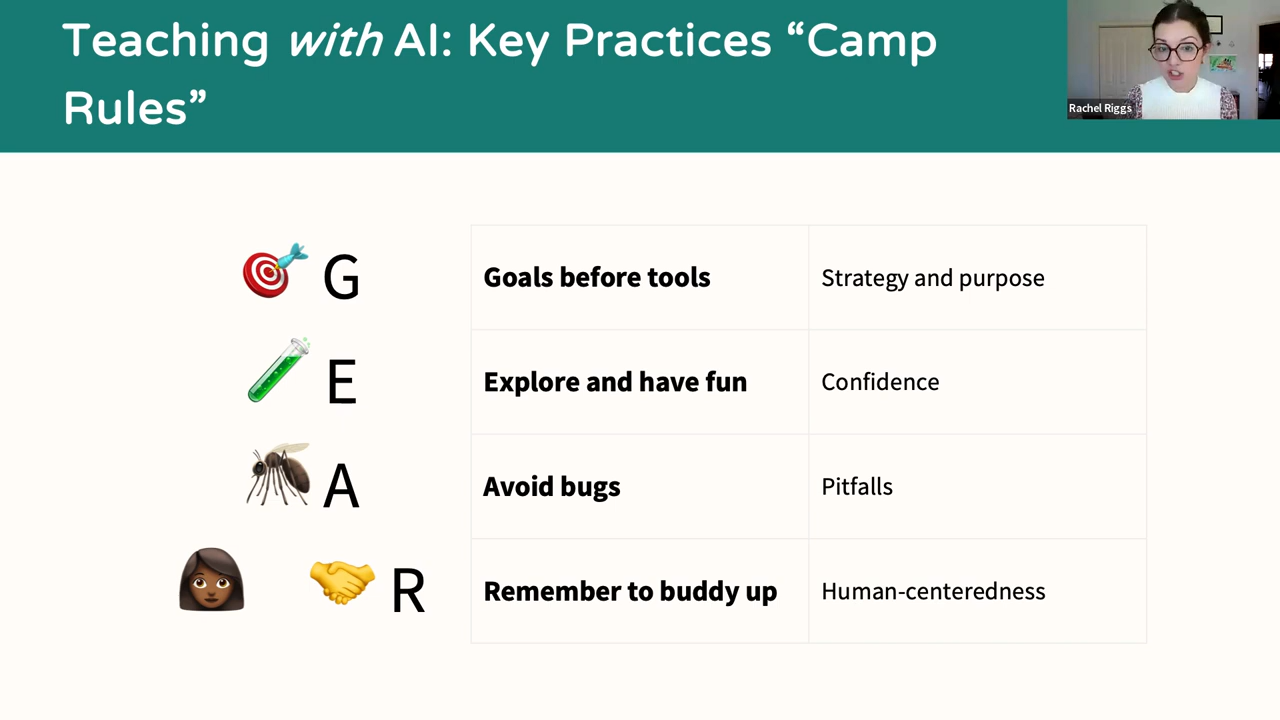 Teaching with AI: Key Practices “Camp
Rules”
Rachel Riggs
G
Goals before tools
Strategy and purpose
E
Explore and have fun
Confidence
A
Avoid bugs
Pitfalls
R
Remember to buddy up
Human-centeredness